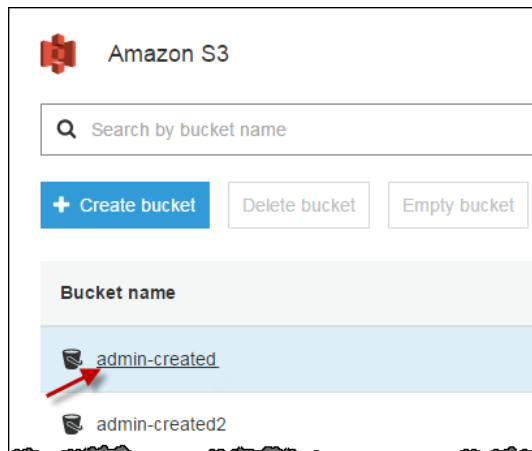 Amazon S3
Search by bucket name
Create bucket Delete bucket Empty bucket
Bucket name
admin-created
admin-created2